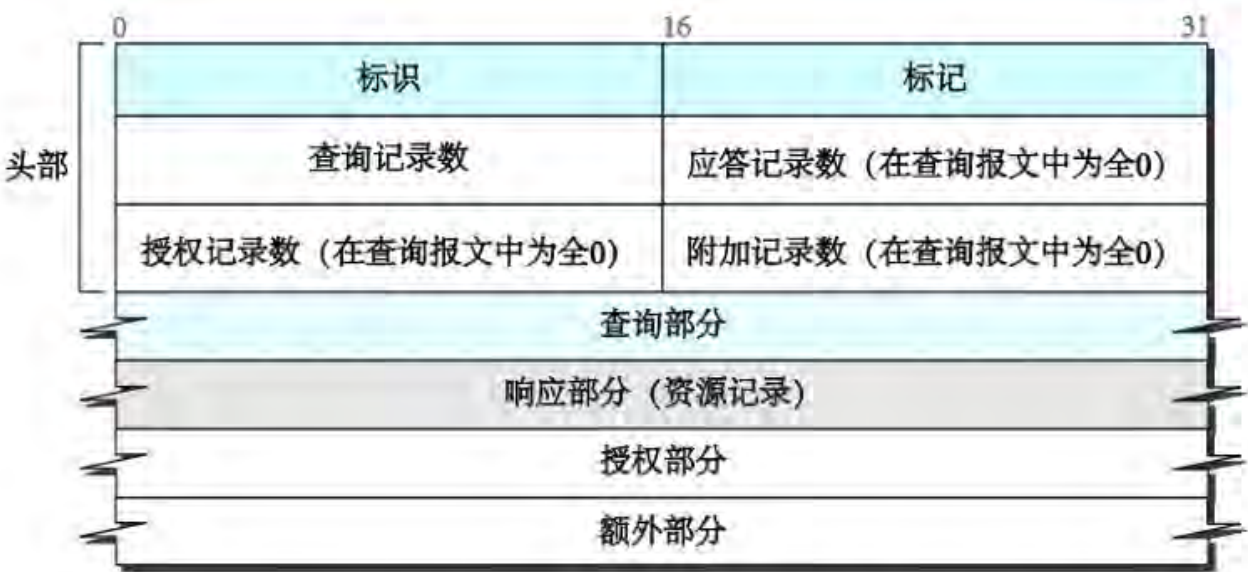 0 16 31
标识 标记
头部
查询记录数 应答记录数（在查询报文中为全0）
授权记录数（在查询报文中为全0） 附加记录数（在查询报文中为全0）
查询部分
响应部分（资源记录）
授权部分
额外部分